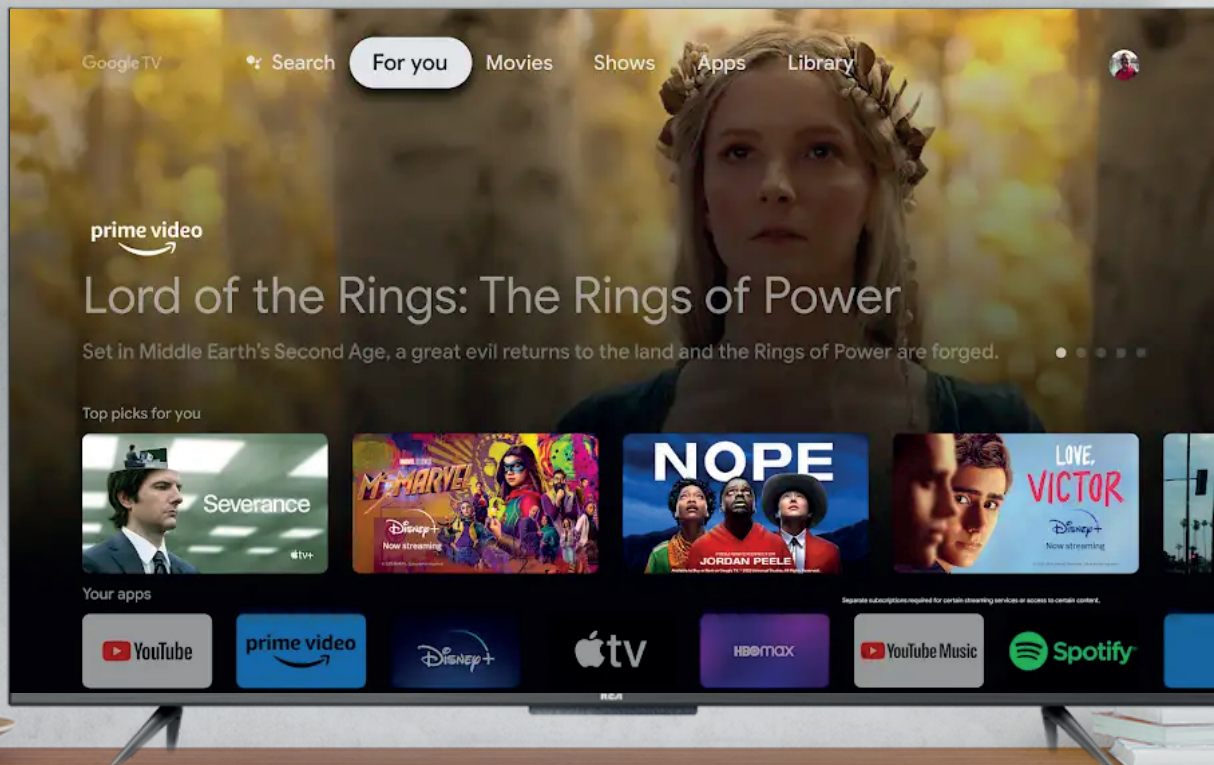 Google TV
Search
For you
Movies
Shows
Apps
Library
prime video
Lord of the Rings: The Rings of Power
Set in Middle Earth's Second Age, a great evil returns to the land and the Rings of Power are forged.
Top picks for you
Severance
tv+
MARVEL
MS MARVEL
Disney+
Now streaming
NOPE
JORDAN PEELE
LOVE,
VICTOR
Disney+
Now streaming
Your apps
Separate subscriptions required for certain streaming services or access to certain content.
YouTube
prime video
Disney+
tv
HBOmax
YouTube Music
Spotify
RCA